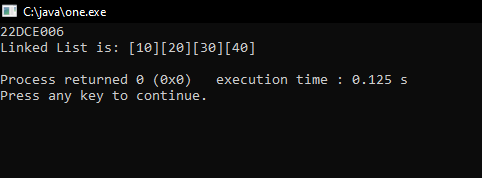 C:\java\one.exe
22DCE006
Linked List is: [10][20][30][40]
Process returned 0 (0x0)   execution time : 0.125 s
Press any key to continue.